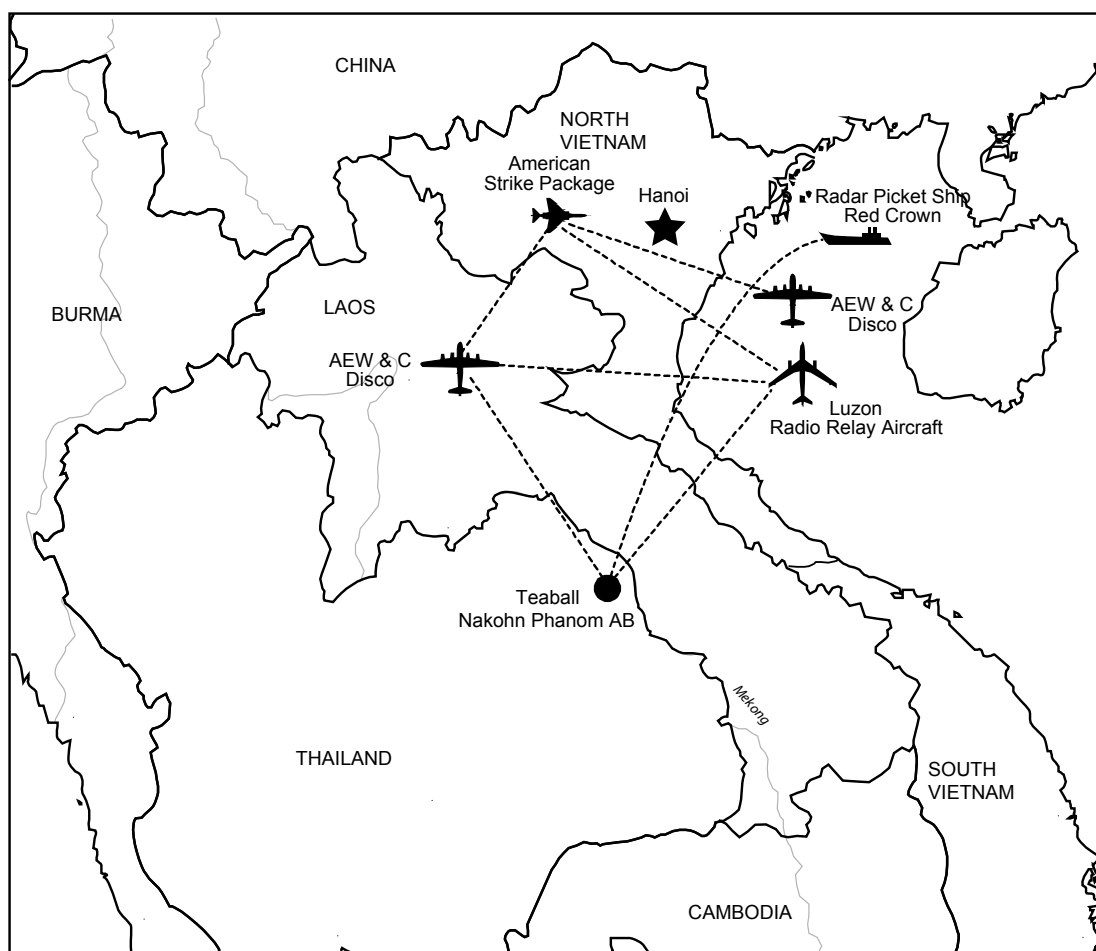 CHINA
NORTH
VIETNAM
American
Strike Package
Hanoi
Radar Picket Ship
Red Crown
BURMA
LAOS
AEW & C
Disco
AEW & C
Disco
Luzon
Radio Relay Aircraft
Teaball
Nakohn Phanom AB
Mekong
THAILAND
SOUTH
VIETNAM
CAMBODIA